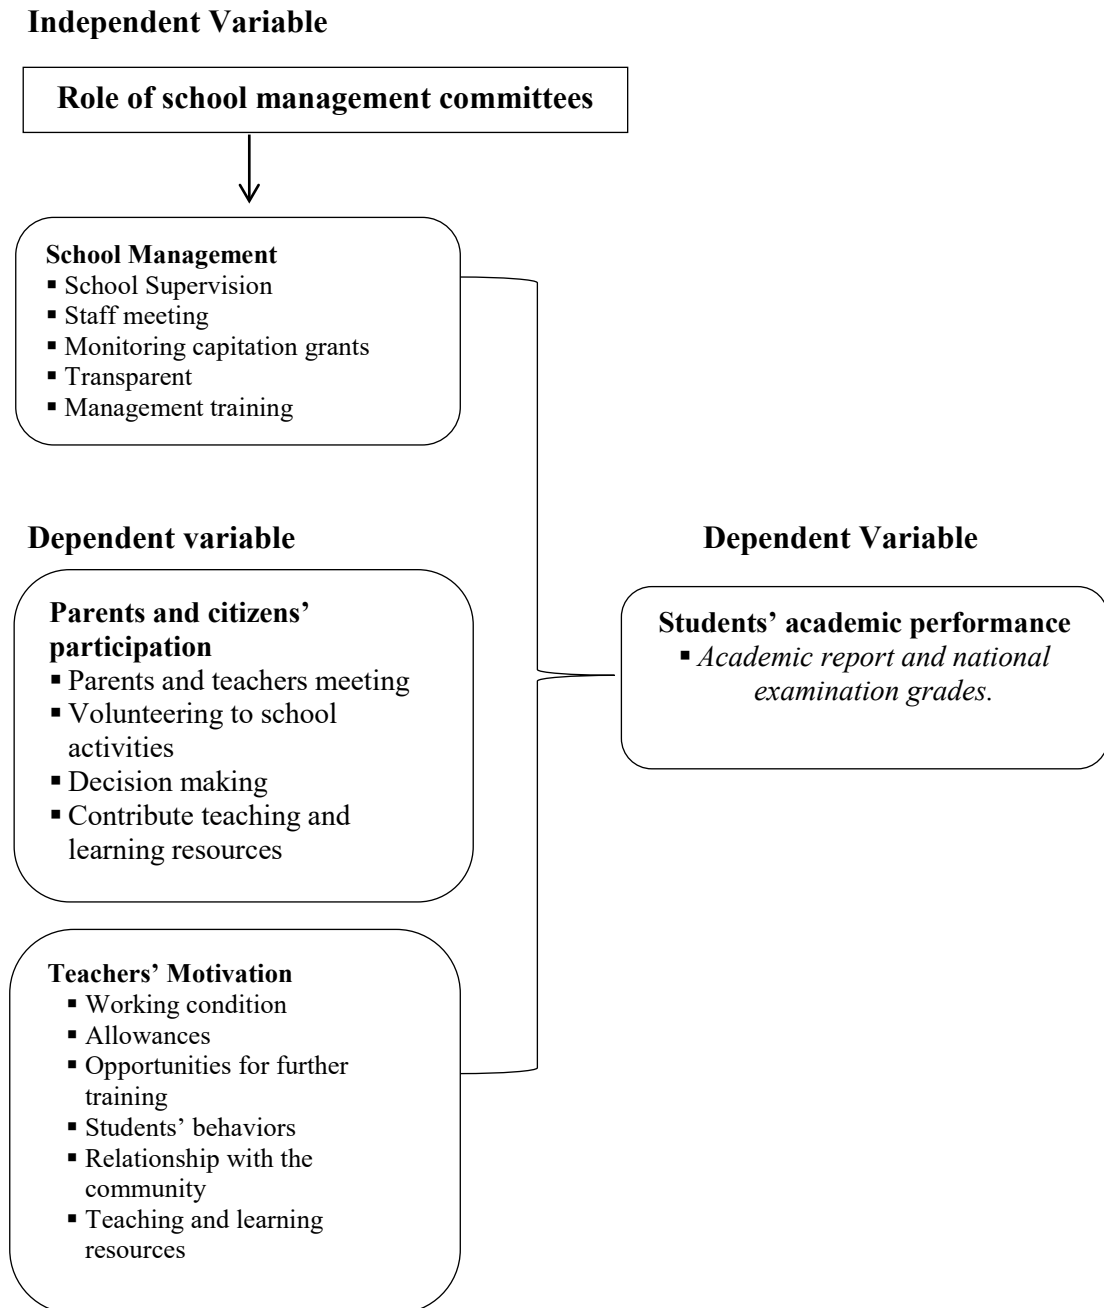 Independent Variable
Role of school management committees
School Management
▪ School Supervision
▪ Staff meeting
▪ Monitoring capitation grants
▪ Transparent
▪ Management training
Dependent variable
Parents and citizens’
participation
▪ Parents and teachers meeting
▪ Volunteering to school
activities
▪ Decision making
▪ Contribute teaching and
learning resources
Teachers’ Motivation
▪ Working condition
▪ Allowances
▪ Opportunities for further
training
▪ Students’ behaviors
▪ Relationship with the
community
▪ Teaching and learning
resources
Dependent Variable
Students’ academic performance
▪ Academic report and national
examination grades.